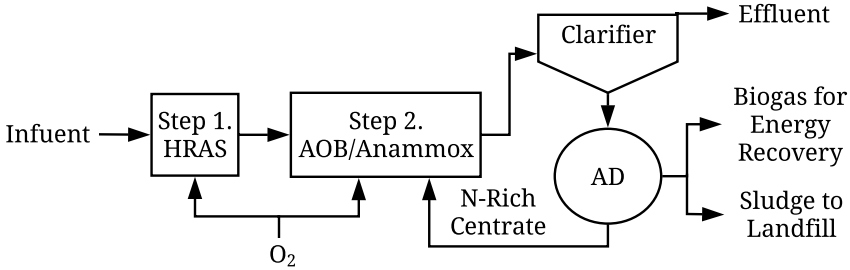 Effluent
Clarifier
Infuent
Step 1.
HRAS
Step 2.
AOB/Anammox
Biogas for
Energy
Recovery
AD
N-Rich
Centrate
Sludge to
Landfill
O₂